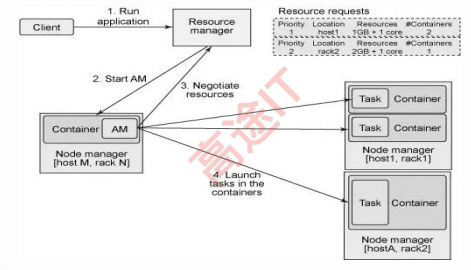 1. Run
application
Client
Resource
manager
Resource requests
Priority Location Resources #Containers
1 host1 1GB + 1 core 2
Priority Location Resources #Containers
2 rack2 2GB + 1 core 1
2. Start AM
3. Negotiate
resources
Container AM
Node manager
[host M, rack N]
Task Container
Task Container
Node manager
[host1, rack1]
4. Launch
tasks in the
containers
Task Container
Node manager
[hostA, rack2]
高途IT